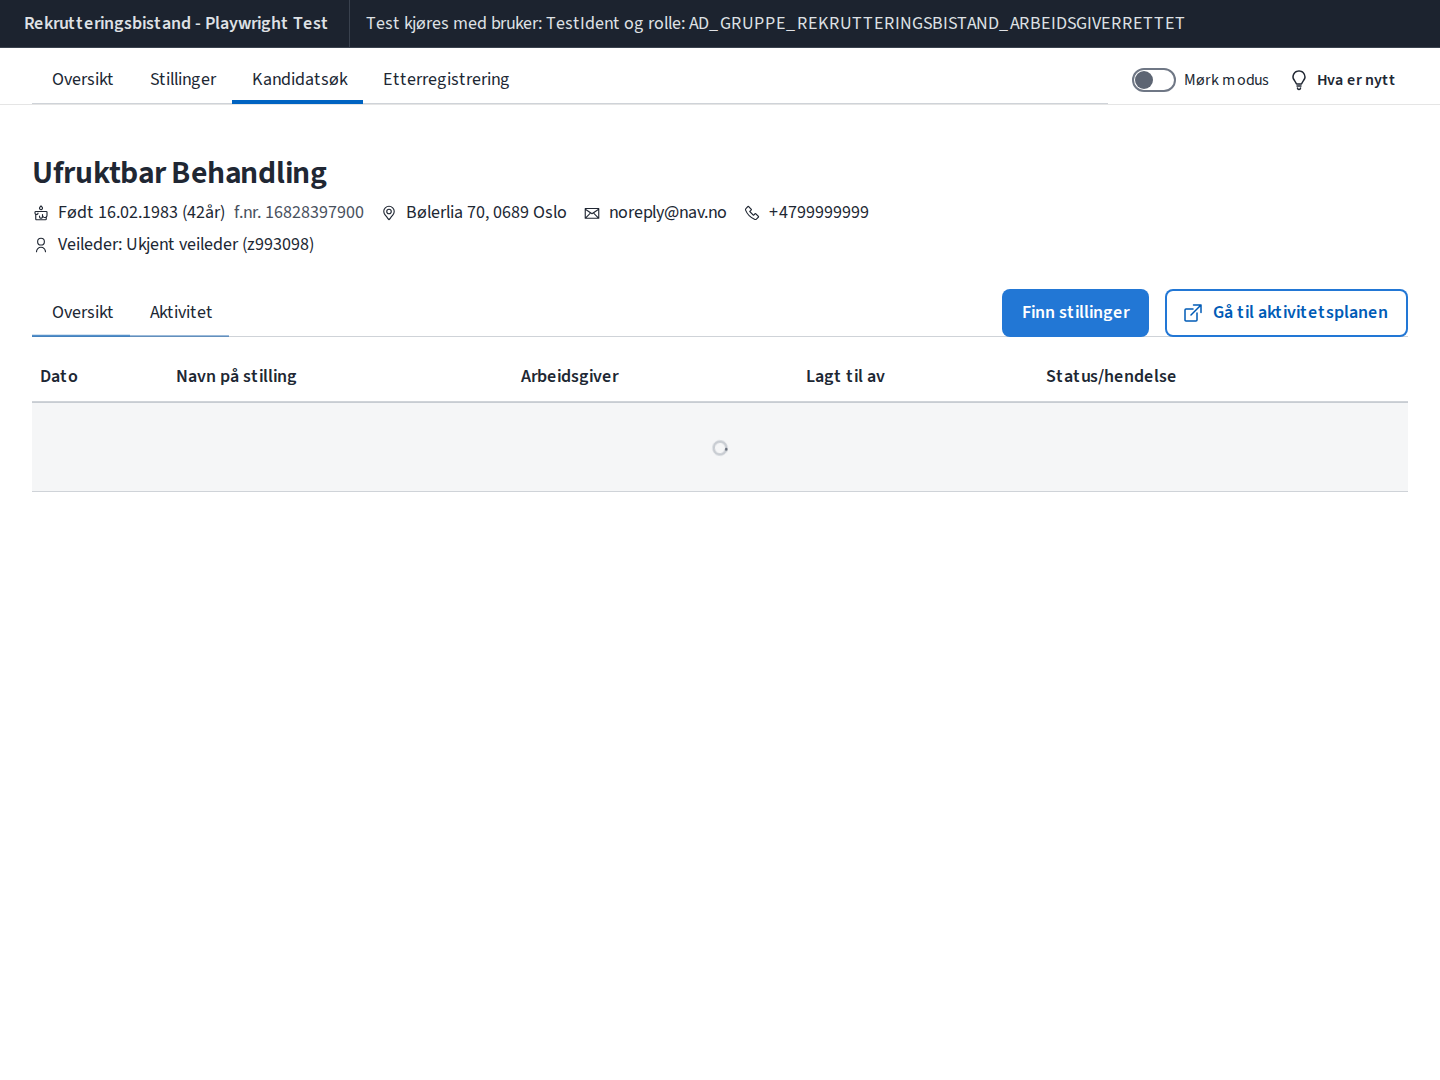 Rekrutteringsbistand - Playwright Test
Test kjøres med bruker: TestIdent og rolle: AD_GRUPPE_REKRUTTERINGSBISTAND_ARBEIDSGIVERRETTET
Oversikt
Stillinger
Kandidatsøk
Etterregistrering
Mørk modus
Hva er nytt
Ufruktbar Behandling
Født 16.02.1983 (42år) f.nr. 16828397900
Bølerlia 70, 0689 Oslo
noreply@nav.no
+4799999999
Veileder: Ukjent veileder (z993098)
Oversikt
Aktivitet
Finn stillinger
Gå til aktivitetsplanen
Dato
Navn på stilling
Arbeidsgiver
Lagt til av
Status/hendelse